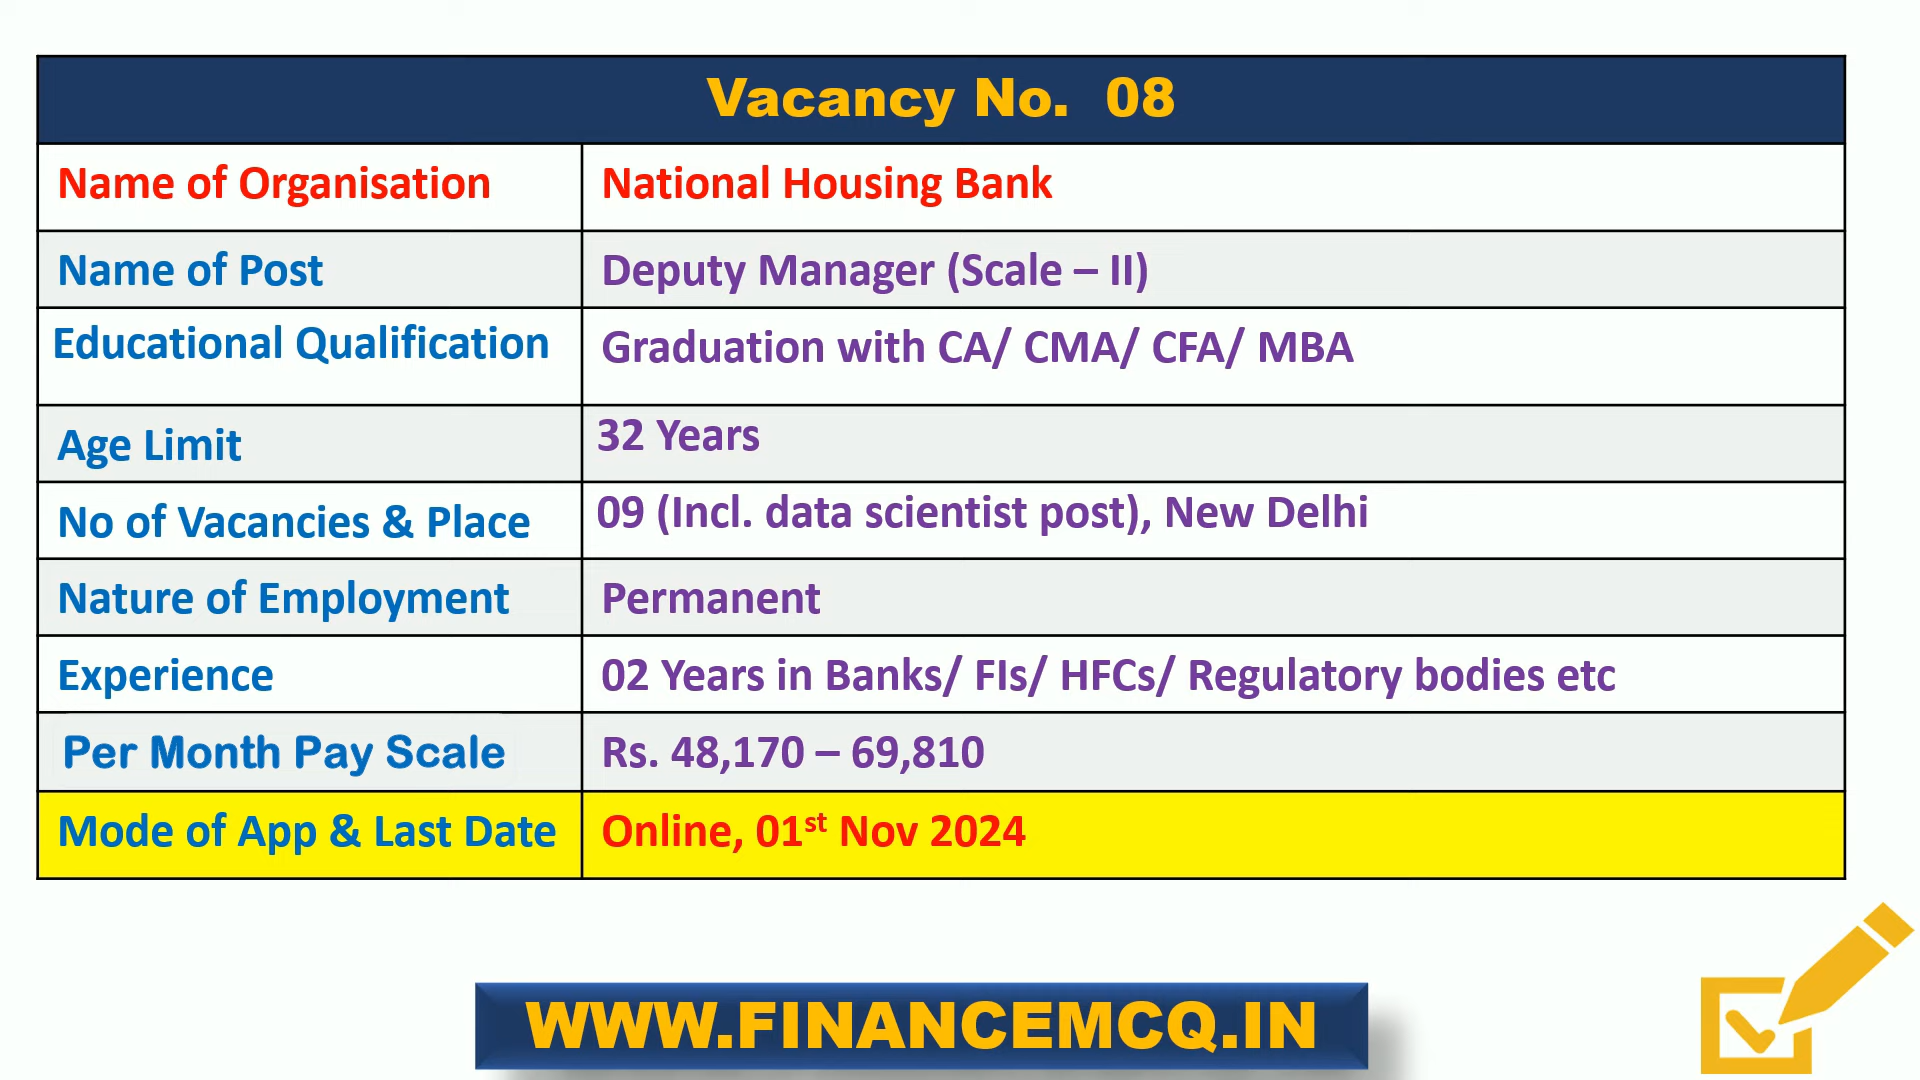 Vacancy No. 08
Name of Organisation National Housing Bank
Name of Post Deputy Manager (Scale – II)
Educational Qualification Graduation with CA/ CMA/ CFA/ MBA
Age Limit 32 Years
No of Vacancies & Place 09 (Incl. data scientist post), New Delhi
Nature of Employment Permanent
Experience 02 Years in Banks/ FIs/ HFCs/ Regulatory bodies etc
Per Month Pay Scale Rs. 48,170 – 69,810
Mode of App & Last Date Online, 01st Nov 2024
WWW.FINANCEMCQ.IN